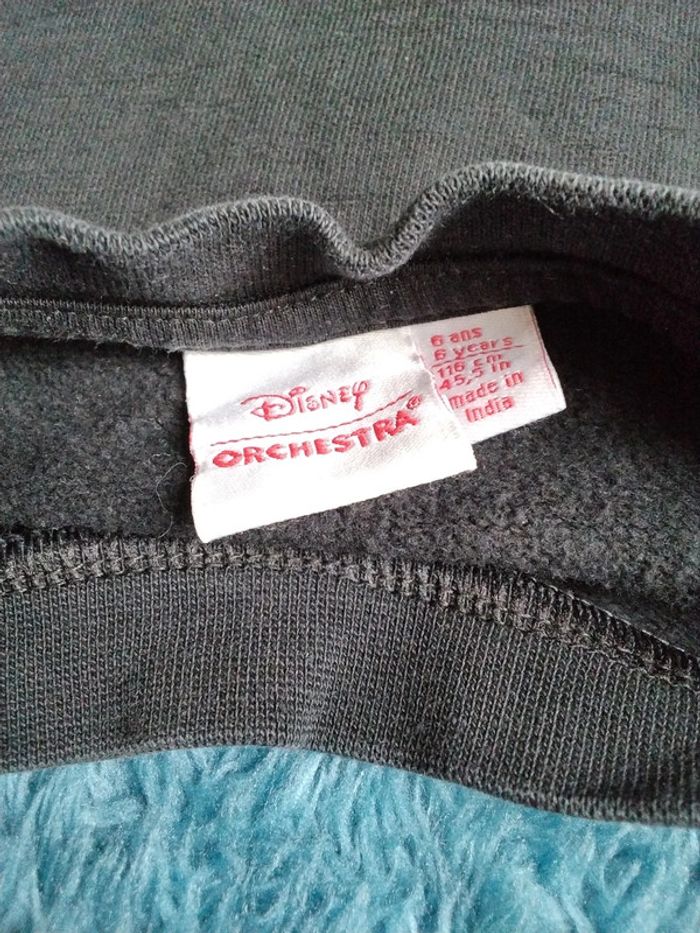 Disney
ORCHESTRA®
6 ans
6 years
116 cm
45,5 in
made in
India